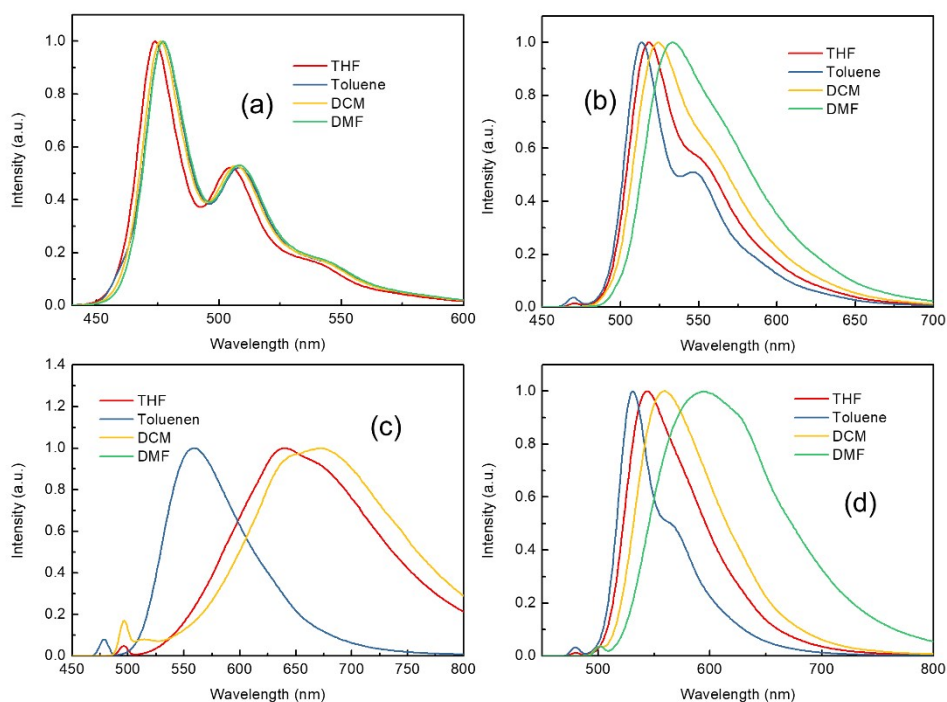 1.0
0.8
0.6
0.4
0.2
0.0
Intensity (a.u.)
450 500 550 600
Wavelength (nm)
(a)
THF
Toluene
DCM
DMF
1.0
0.8
0.6
0.4
0.2
0.0
Intensity (a.u.)
450 500 550 600 650 700
Wavelength (nm)
(b)
THF
Toluene
DCM
DMF
1.4
1.2
1.0
0.8
0.6
0.4
0.2
0.0
Intensity (a.u.)
450 500 550 600 650 700 750 800
Wavelength (nm)
(c)
THF
Toluenen
DCM
DMF
1.0
0.8
0.6
0.4
0.2
0.0
Intensity (a.u.)
500 600 700 800
Wavelength (nm)
(d)
THF
Toluene
DCM
DMF